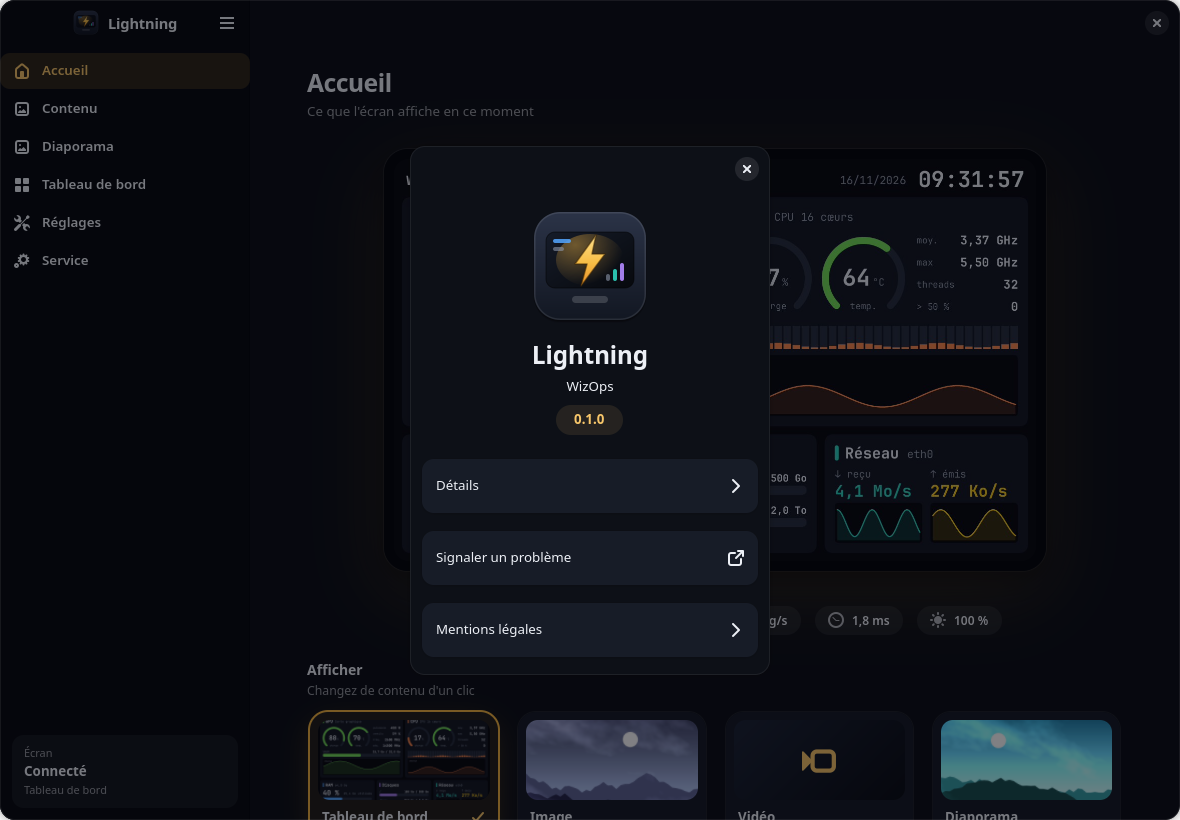 Lightning
Accueil
Contenu
Diaporama
Tableau de bord
Réglages
Service
Écran
Connecté
Tableau de bord
Accueil
Ce que l'écran affiche en ce moment
16/11/2026 09:31:57
CPU 16 cœurs
64 °C
temp.
moy. 3,37 GHz
max 5,50 GHz
threads 32
> 50 % 0
500 Go
2,0 To
Réseau eth0
↓ reçu ↑ émis
4,1 Mo/s 277 Ko/s
1,8 ms
100 %
Lightning
WizOps
0.1.0
Détails
Signaler un problème
Mentions légales
Afficher
Changez de contenu d'un clic
Tableau de bord
Image
Vidéo
Diaporama